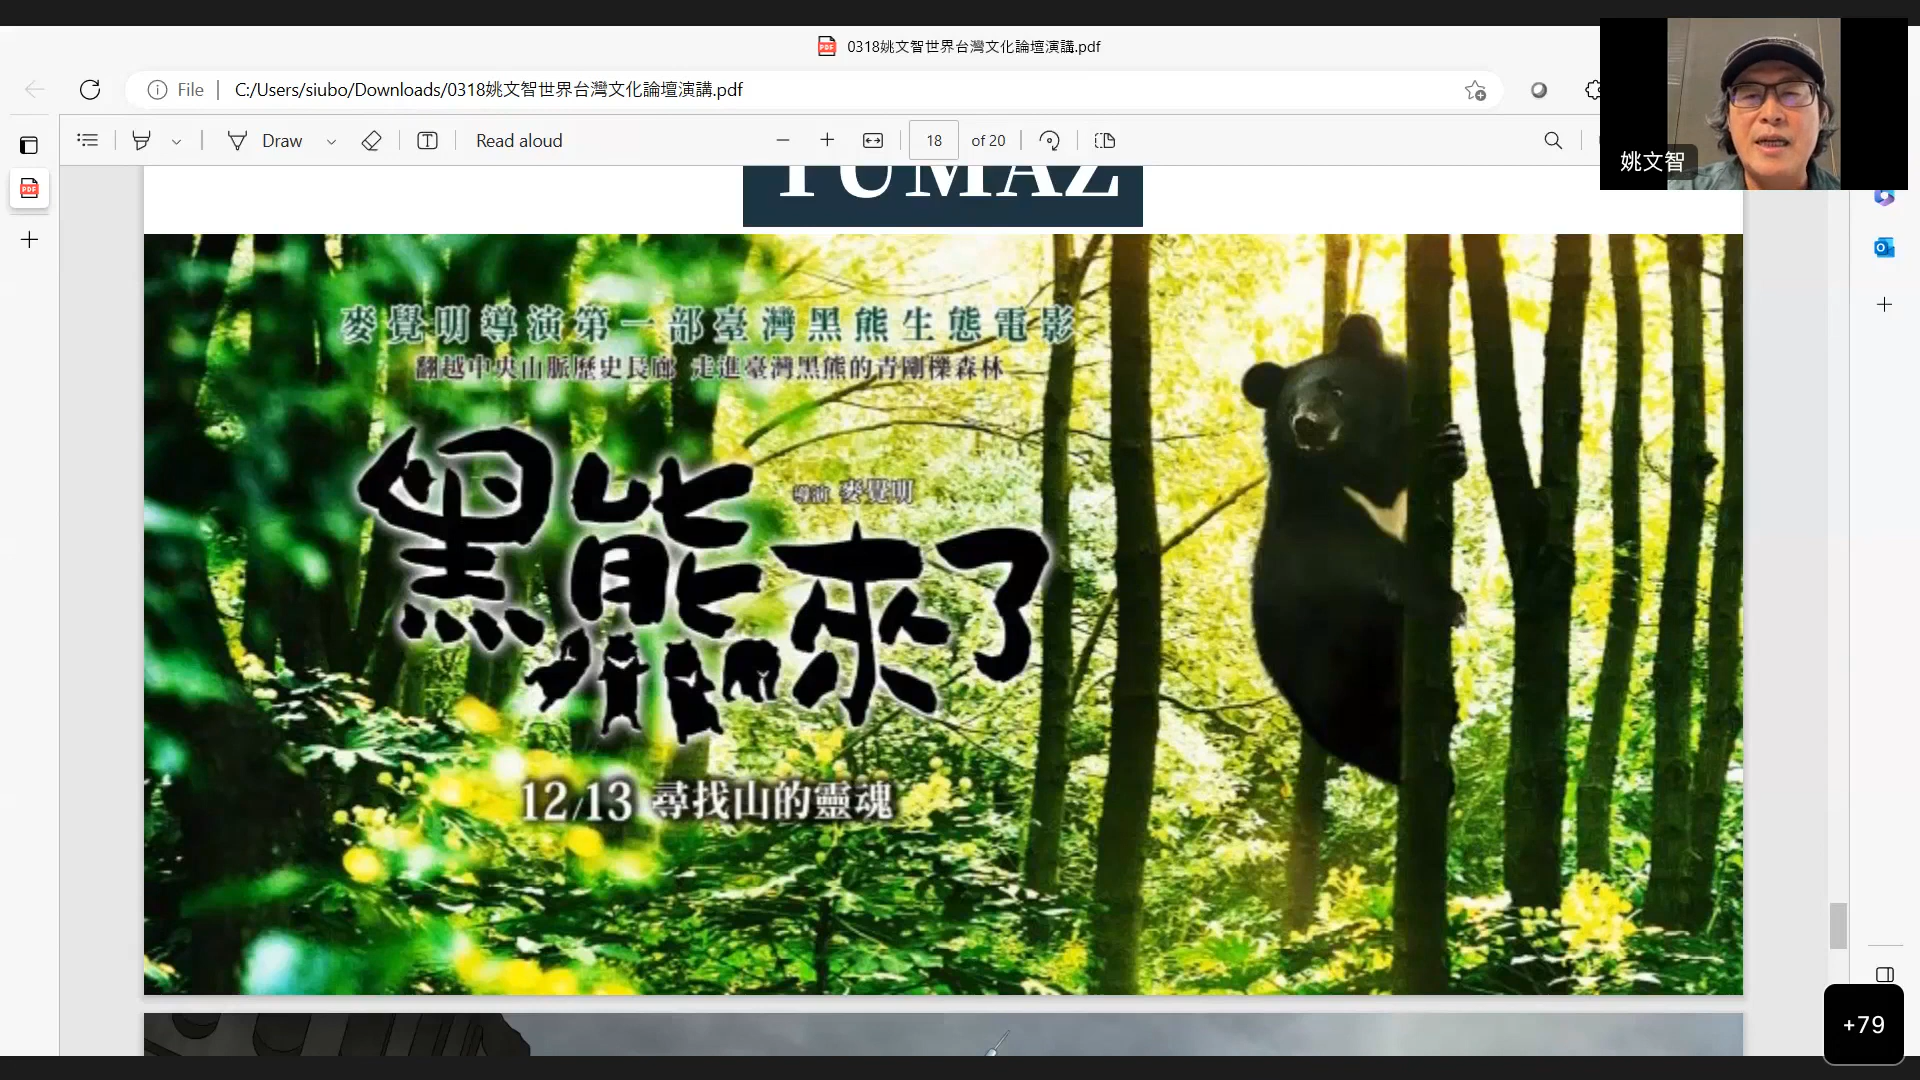 0318姚文智世界台灣文化論壇演講.pdf
File
C:/Users/siubo/Downloads/0318姚文智世界台灣文化論壇演講.pdf
Draw
Read aloud
18
of 20
姚文智
YUMAZ
麥覺明導演第一部臺灣黑熊生態電影
翻越中央山脈歷史長廊 走進臺灣黑熊的青剛櫟森林
黑熊來了
導演 麥覺明
12/13 尋找山的靈魂
+79